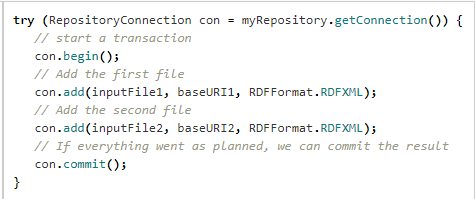 try (RepositoryConnection con = myRepository.getConnection()) {
   // start a transaction
   con.begin();
   // Add the first file
   con.add(inputFile1, baseURI1, RDFFormat.RDFXML);
   // Add the second file
   con.add(inputFile2, baseURI2, RDFFormat.RDFXML);
   // If everything went as planned, we can commit the result
   con.commit();
}